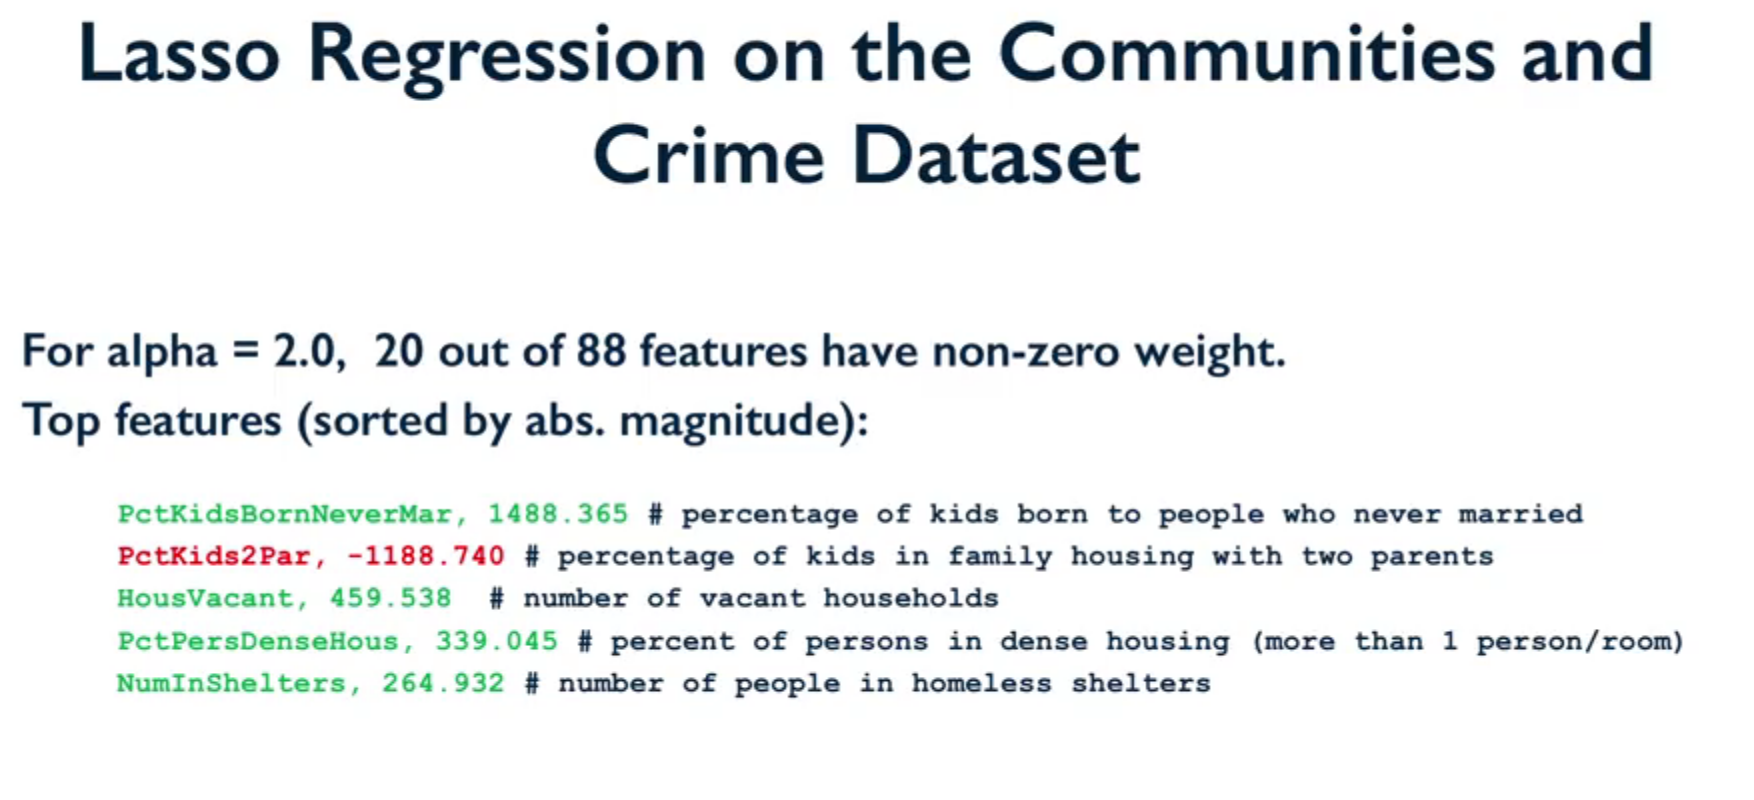 Lasso Regression on the Communities and
Crime Dataset
For alpha = 2.0, 20 out of 88 features have non-zero weight.
Top features (sorted by abs. magnitude):
PctKidsBornNeverMar, 1488.365 # percentage of kids born to people who never married
PctKids2Par, -1188.740 # percentage of kids in family housing with two parents
HousVacant, 459.538 # number of vacant households
PctPersDenseHous, 339.045 # percent of persons in dense housing (more than 1 person/room)
NumInShelters, 264.932 # number of people in homeless shelters